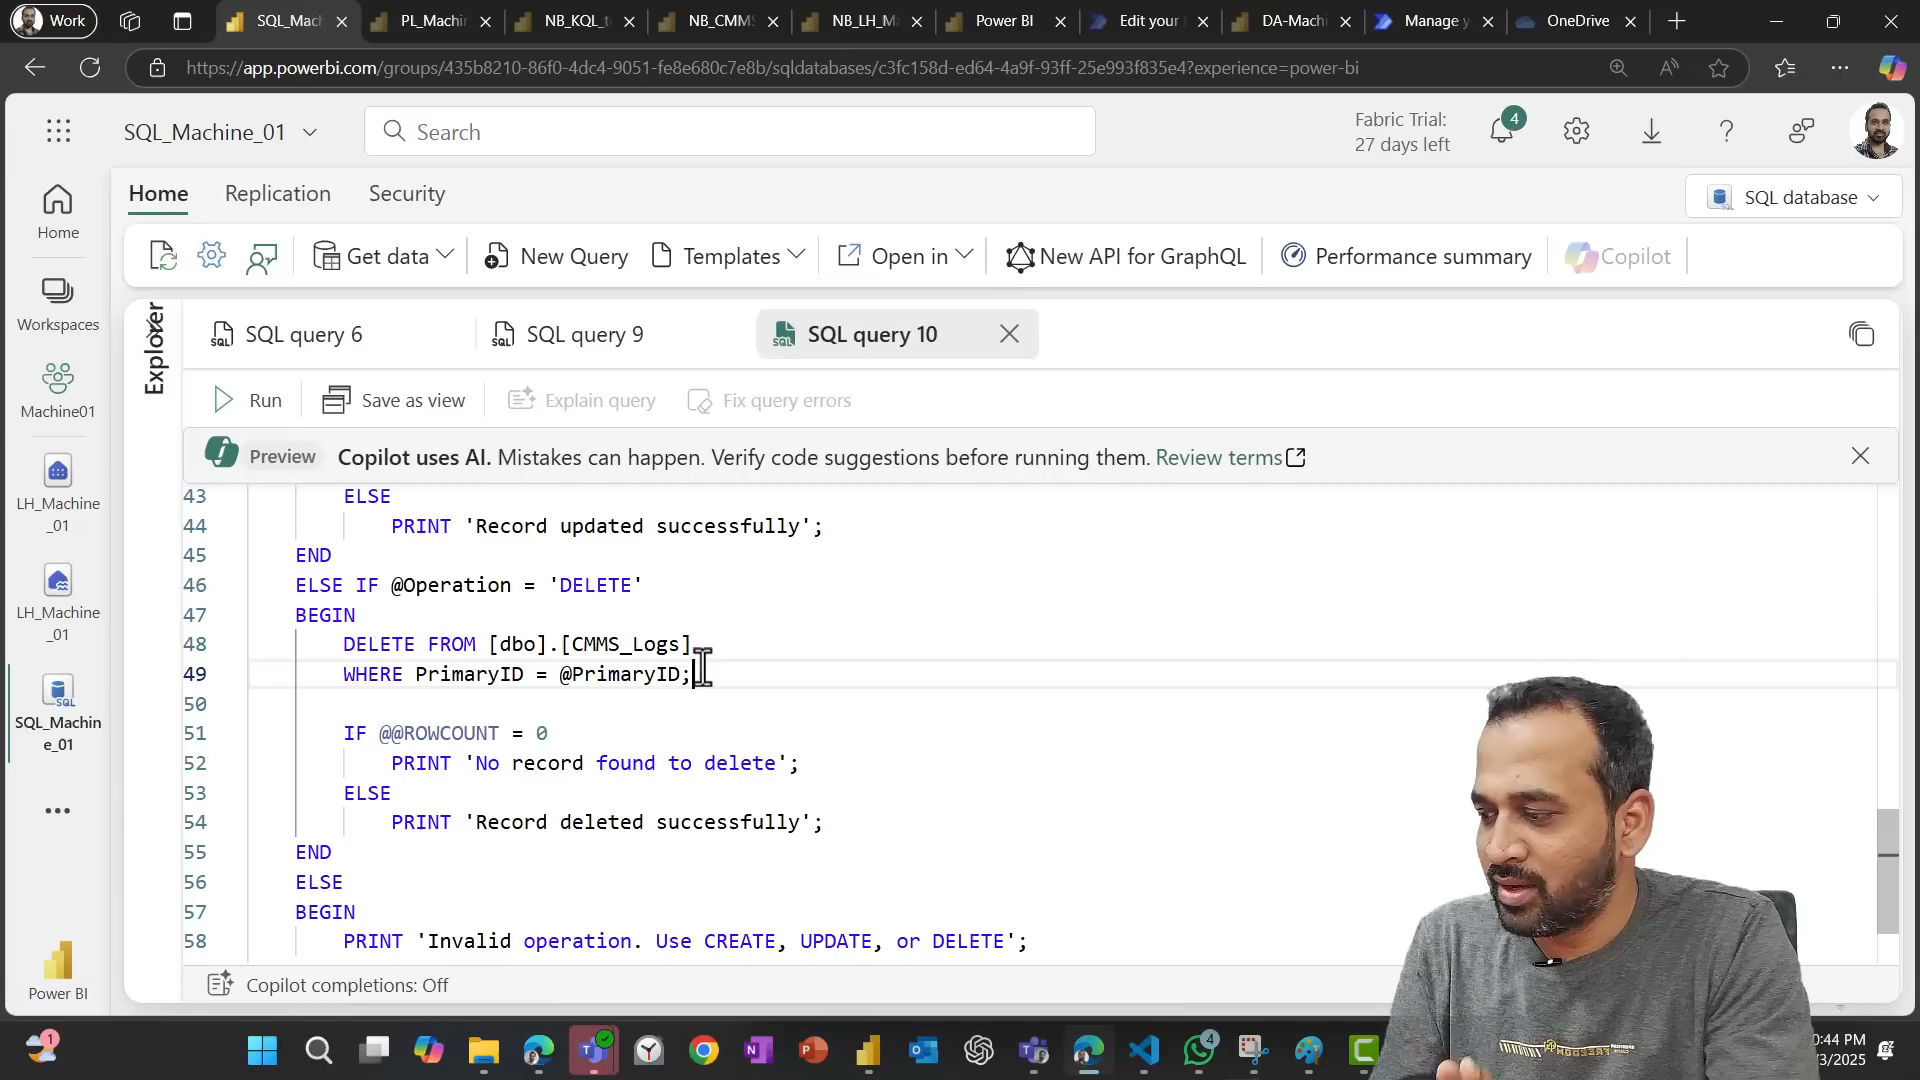 Work
SQL_Mach
PL_Machin
NB_KQL_t
NB_CMMS
NB_LH_Ma
Power BI
Edit your
DA-Machi
Manage y
OneDrive
https://app.powerbi.com/groups/435b8210-86f0-4dc4-9051-fe8e680c7e8b/sqldatabases/c3fc158d-ed64-4a9f-93ff-25e993f835e4?experience=power-bi
SQL_Machine_01
Search
Fabric Trial:
27 days left
4
Home
Replication
Security
SQL database
Get data
New Query
Templates
Open in
New API for GraphQL
Performance summary
Copilot
Home
Workspaces
Machine01
LH_Machine
_01
LH_Machine
_01
SQL_Machin
e_01
Power BI
Explorer
SQL query 6
SQL query 9
SQL query 10
Run
Save as view
Explain query
Fix query errors
Preview
Copilot uses AI. Mistakes can happen. Verify code suggestions before running them. Review terms
43 ELSE
44 PRINT 'Record updated successfully';
45 END
46 ELSE IF @Operation = 'DELETE'
47 BEGIN
48 DELETE FROM [dbo].[CMMS_Logs]
49 WHERE PrimaryID = @PrimaryID;
50
51 IF @@ROWCOUNT = 0
52 PRINT 'No record found to delete';
53 ELSE
54 PRINT 'Record deleted successfully';
55 END
56 ELSE
57 BEGIN
58 PRINT 'Invalid operation. Use CREATE, UPDATE, or DELETE';
Copilot completions: Off
1
4
0:44 PM
/3/2025